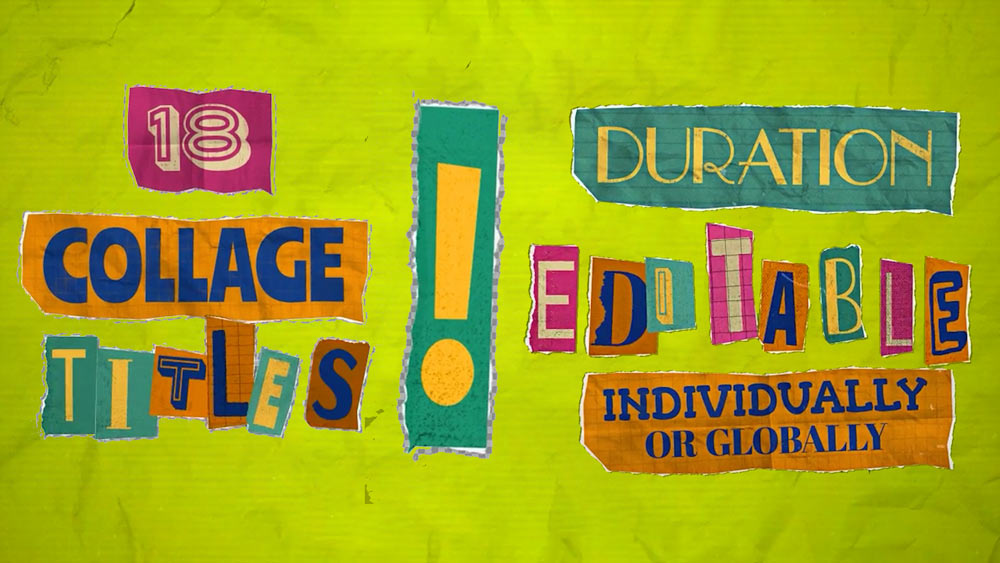 18
COLLAGE
TITLES
!
DURATION
EDITABLE
INDIVIDUALLY
OR GLOBALLY